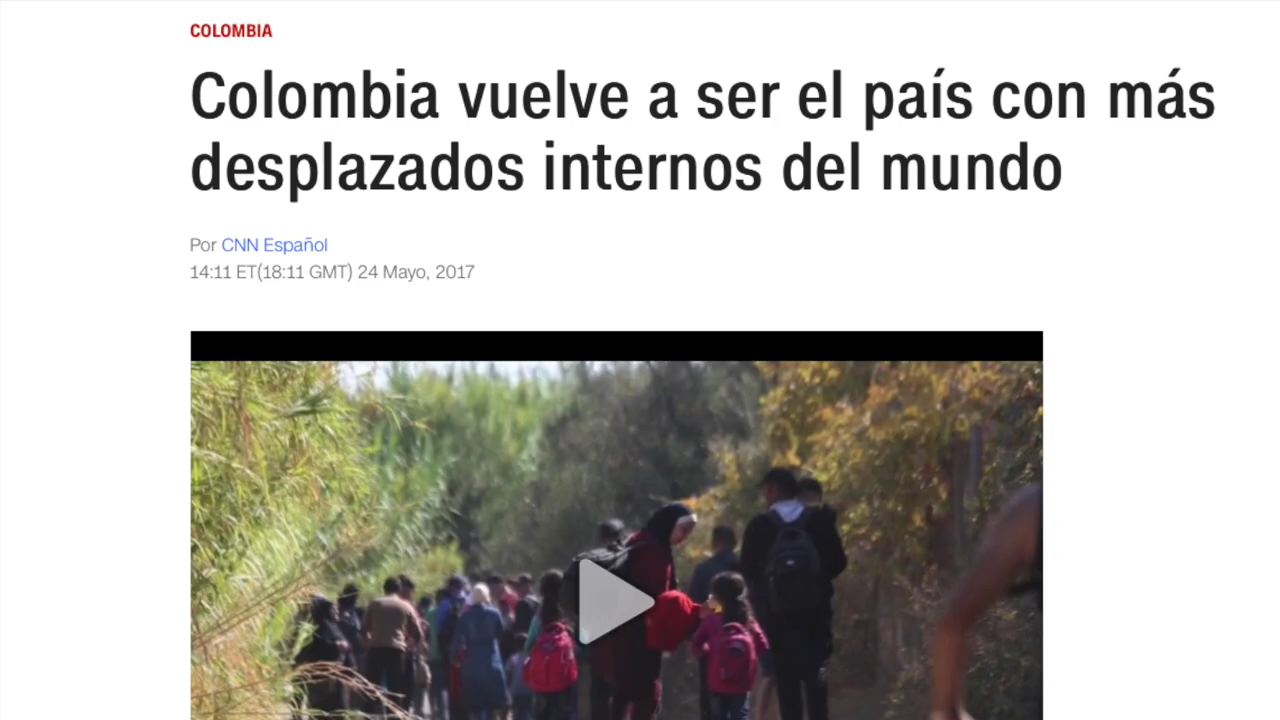 COLOMBIA
Colombia vuelve a ser el país con más
desplazados internos del mundo
Por CNN Español
14:11 ET(18:11 GMT) 24 Mayo, 2017